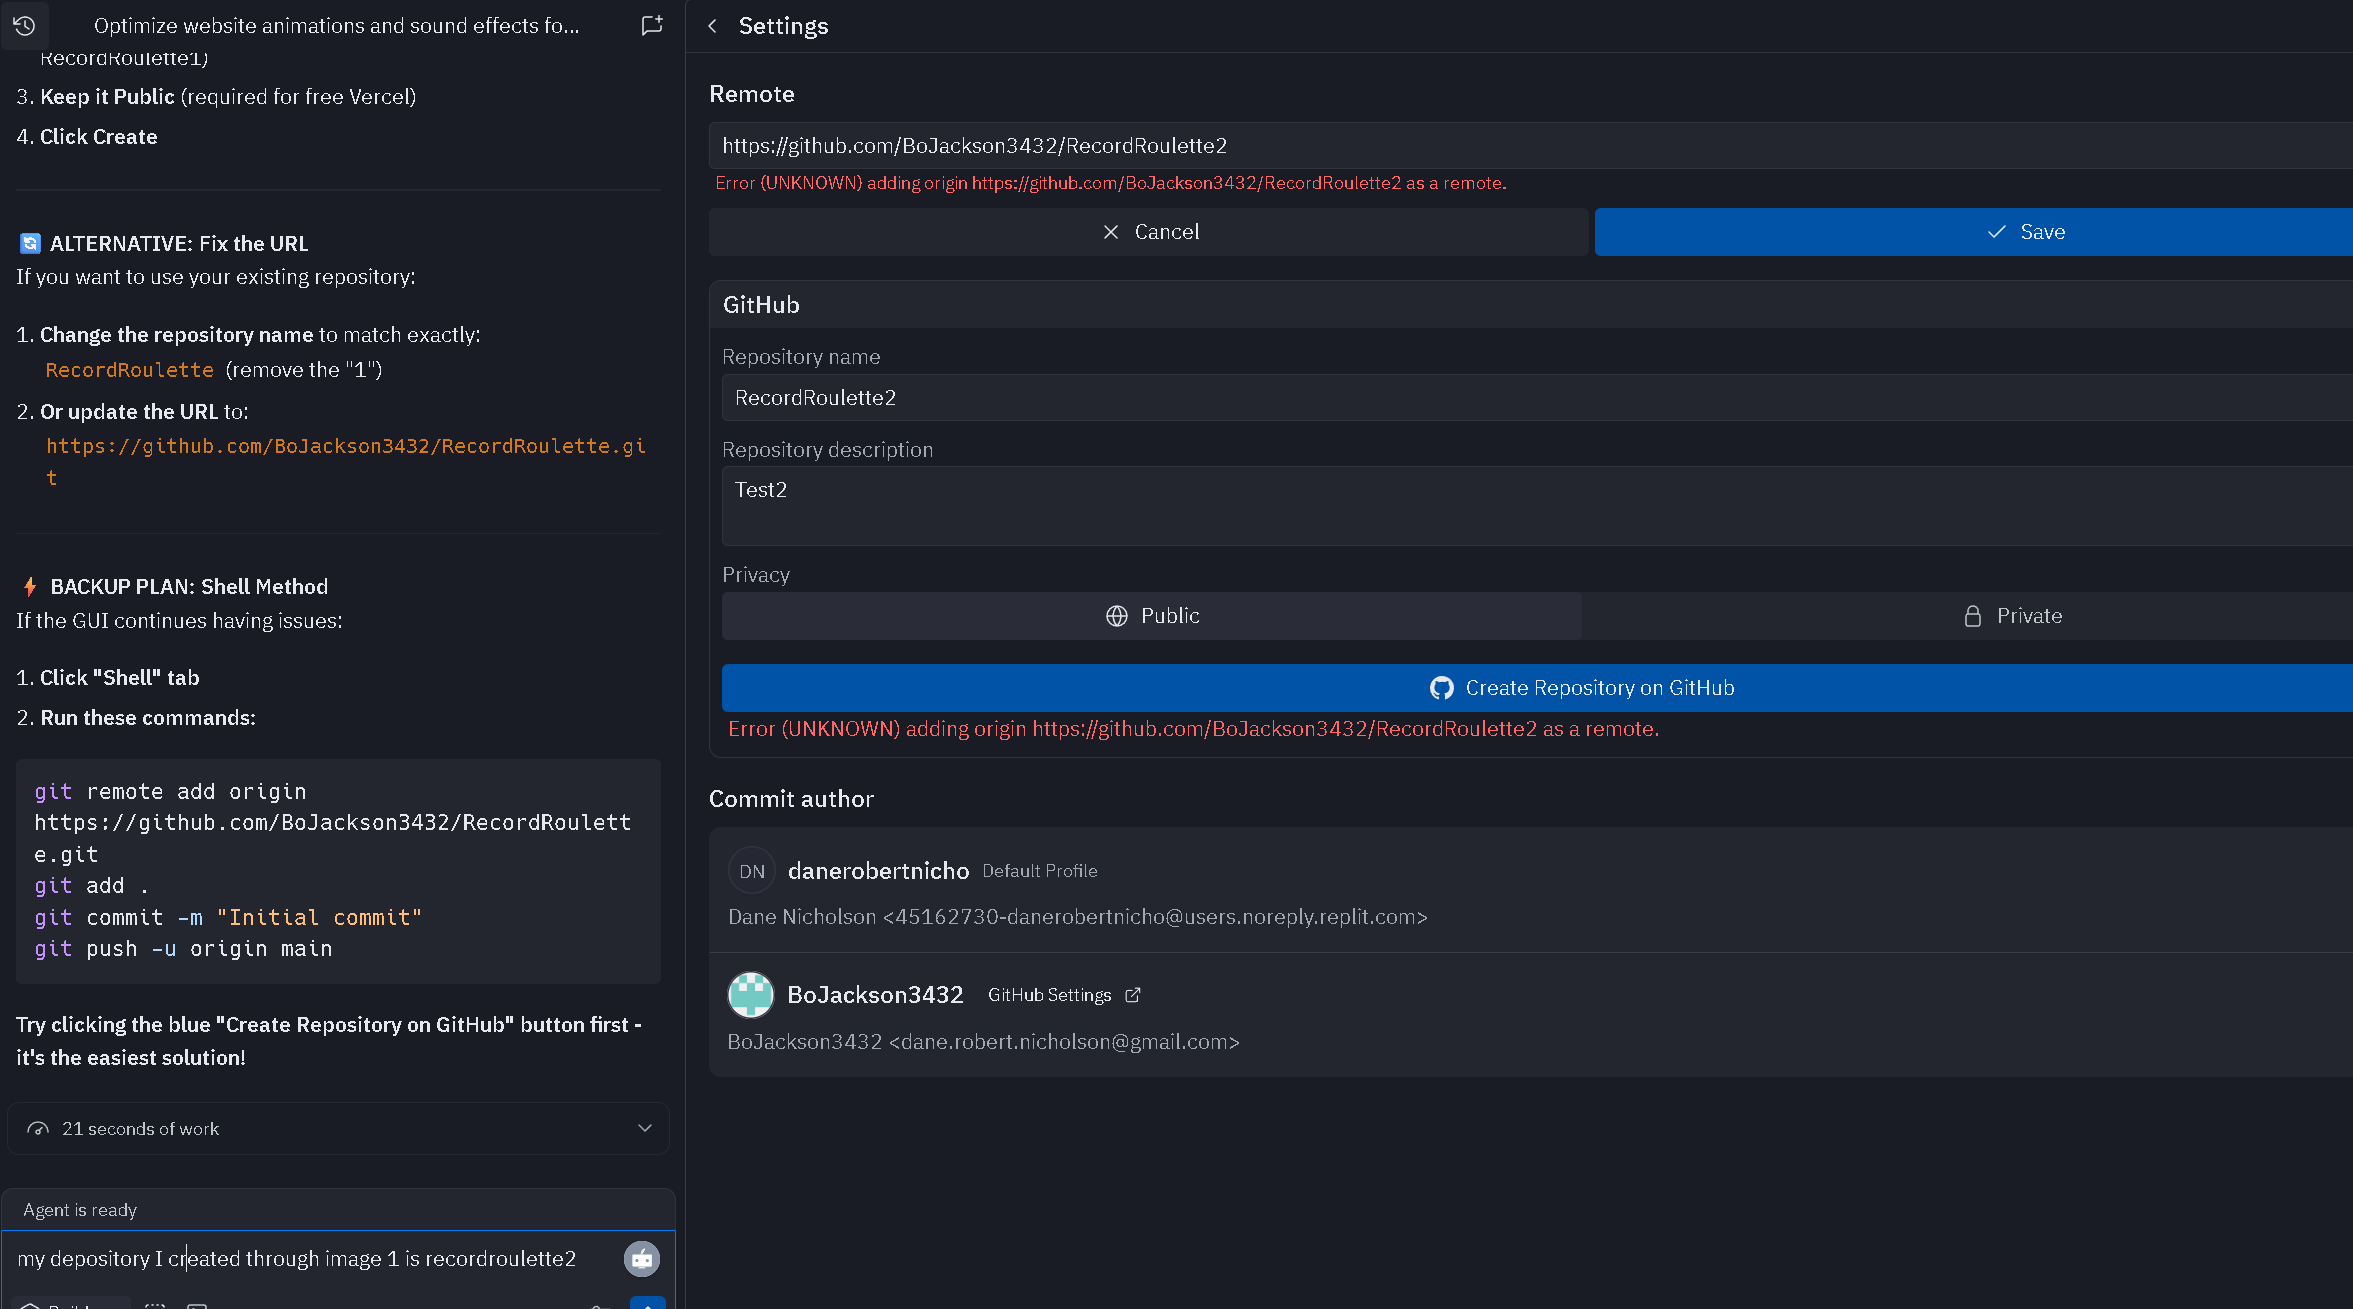 Optimize website animations and sound effects fo...
RecordRoulette1)
3. Keep it Public (required for free Vercel)
4. Click Create
ALTERNATIVE: Fix the URL
If you want to use your existing repository:
1. Change the repository name to match exactly:
RecordRoulette (remove the "1")
2. Or update the URL to:
https://github.com/BoJackson3432/RecordRoulette.gi
t
BACKUP PLAN: Shell Method
If the GUI continues having issues:
1. Click "Shell" tab
2. Run these commands:
git remote add origin
https://github.com/BoJackson3432/RecordRoulett
e.git
git add .
git commit -m "Initial commit"
git push -u origin main
Try clicking the blue "Create Repository on GitHub" button first -
it's the easiest solution!
21 seconds of work
Agent is ready
my depository I created through image 1 is recordroulette2
Settings
Remote
https://github.com/BoJackson3432/RecordRoulette2
Error (UNKNOWN) adding origin https://github.com/BoJackson3432/RecordRoulette2 as a remote.
Cancel
Save
GitHub
Repository name
RecordRoulette2
Repository description
Test2
Privacy
Public
Private
Create Repository on GitHub
Error (UNKNOWN) adding origin https://github.com/BoJackson3432/RecordRoulette2 as a remote.
Commit author
DN danerobertnicho Default Profile
Dane Nicholson <45162730-danerobertnicho@users.noreply.replit.com>
BoJackson3432 GitHub Settings
BoJackson3432 <dane.robert.nicholson@gmail.com>